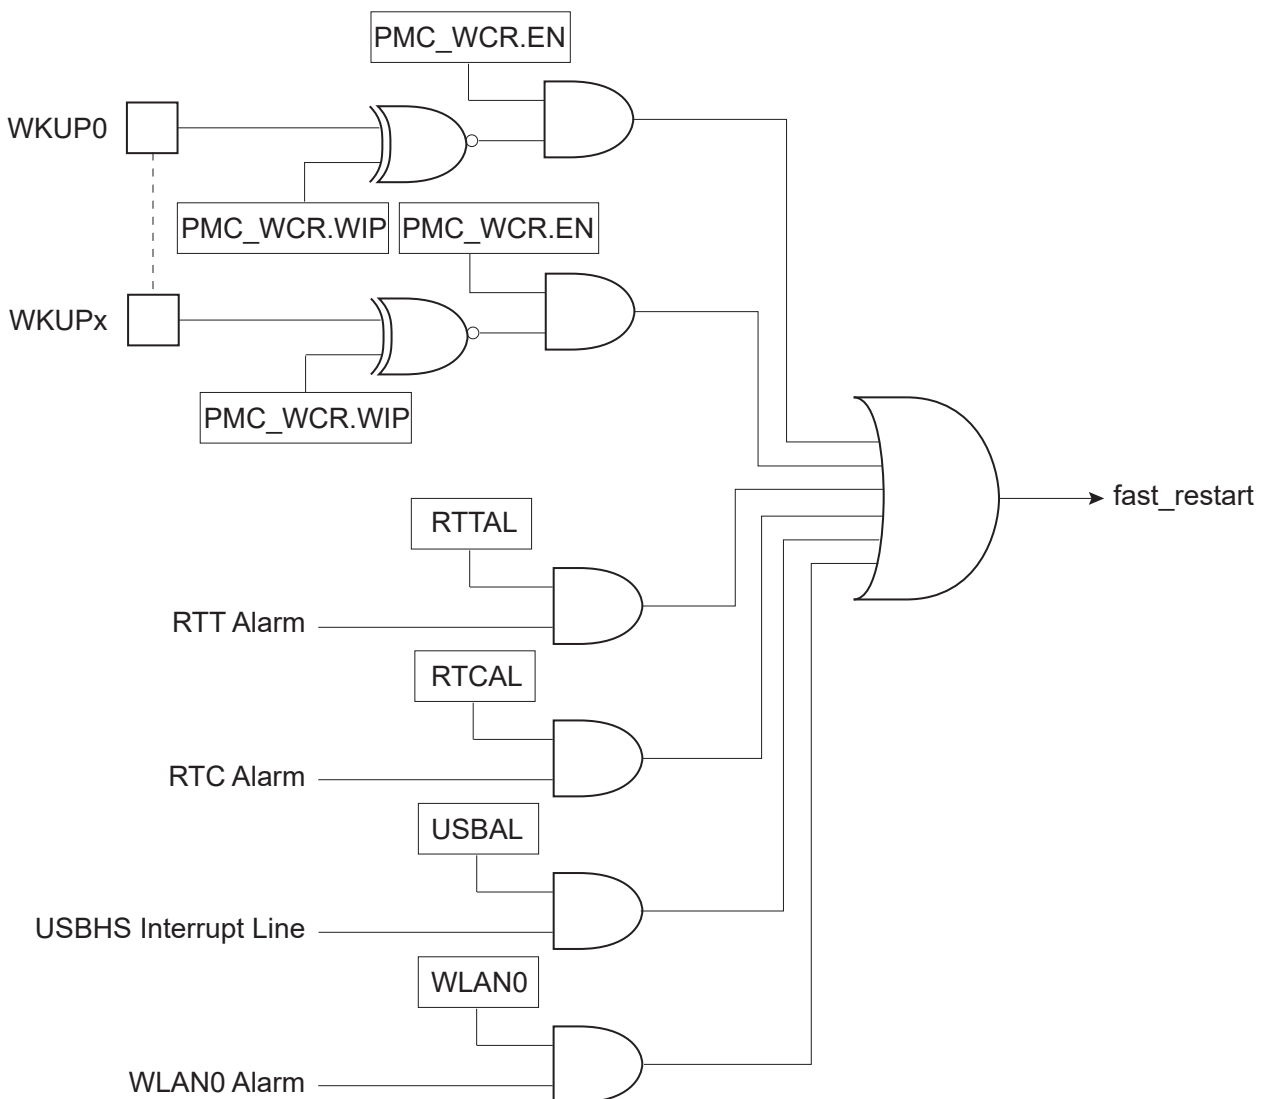 PMC_WCR.EN
WKUP0
PMC_WCR.WIP
PMC_WCR.EN
WKUPx
PMC_WCR.WIP
fast_restart
RTTAL
RTT Alarm
RTCAL
RTC Alarm
USBAL
USBHS Interrupt Line
WLAN0
WLAN0 Alarm